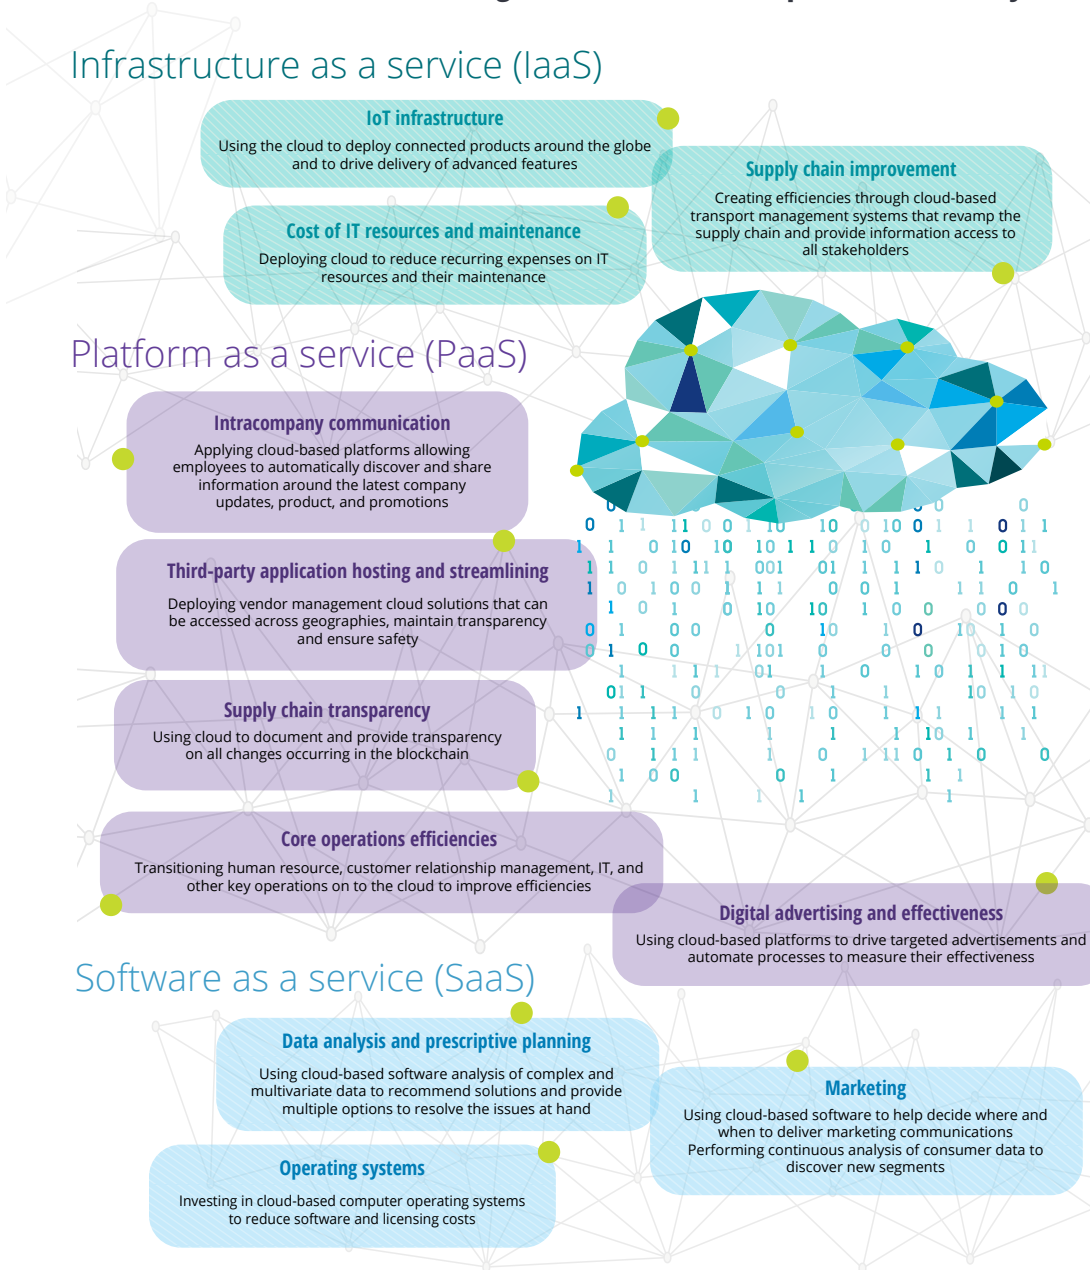 Infrastructure as a service (IaaS)
IoT infrastructure
Using the cloud to deploy connected products around the globe
and to drive delivery of advanced features
Supply chain improvement
Creating efficiencies through cloud-based
transport management systems that revamp the
supply chain and provide information access to
all stakeholders
Cost of IT resources and maintenance
Deploying cloud to reduce recurring expenses on IT
resources and their maintenance
Platform as a service (PaaS)
Intracompany communication
Applying cloud-based platforms allowing
employees to automatically discover and share
information around the latest company
updates, product, and promotions
Third-party application hosting and streamlining
Deploying vendor management cloud solutions that can
be accessed across geographies, maintain transparency
and ensure safety
Supply chain transparency
Using cloud to document and provide transparency
on all changes occurring in the blockchain
Core operations efficiencies
Transitioning human resource, customer relationship management, IT, and
other key operations on to the cloud to improve efficiencies
Digital advertising and effectiveness
Using cloud-based platforms to drive targeted advertisements and
automate processes to measure their effectiveness
Software as a service (SaaS)
Data analysis and prescriptive planning
Using cloud-based software analysis of complex and
multivariate data to recommend solutions and provide
multiple options to resolve the issues at hand
Marketing
Using cloud-based software to help decide where and
when to deliver marketing communications
Performing continuous analysis of consumer data to
discover new segments
Operating systems
Investing in cloud-based computer operating systems
to reduce software and licensing costs